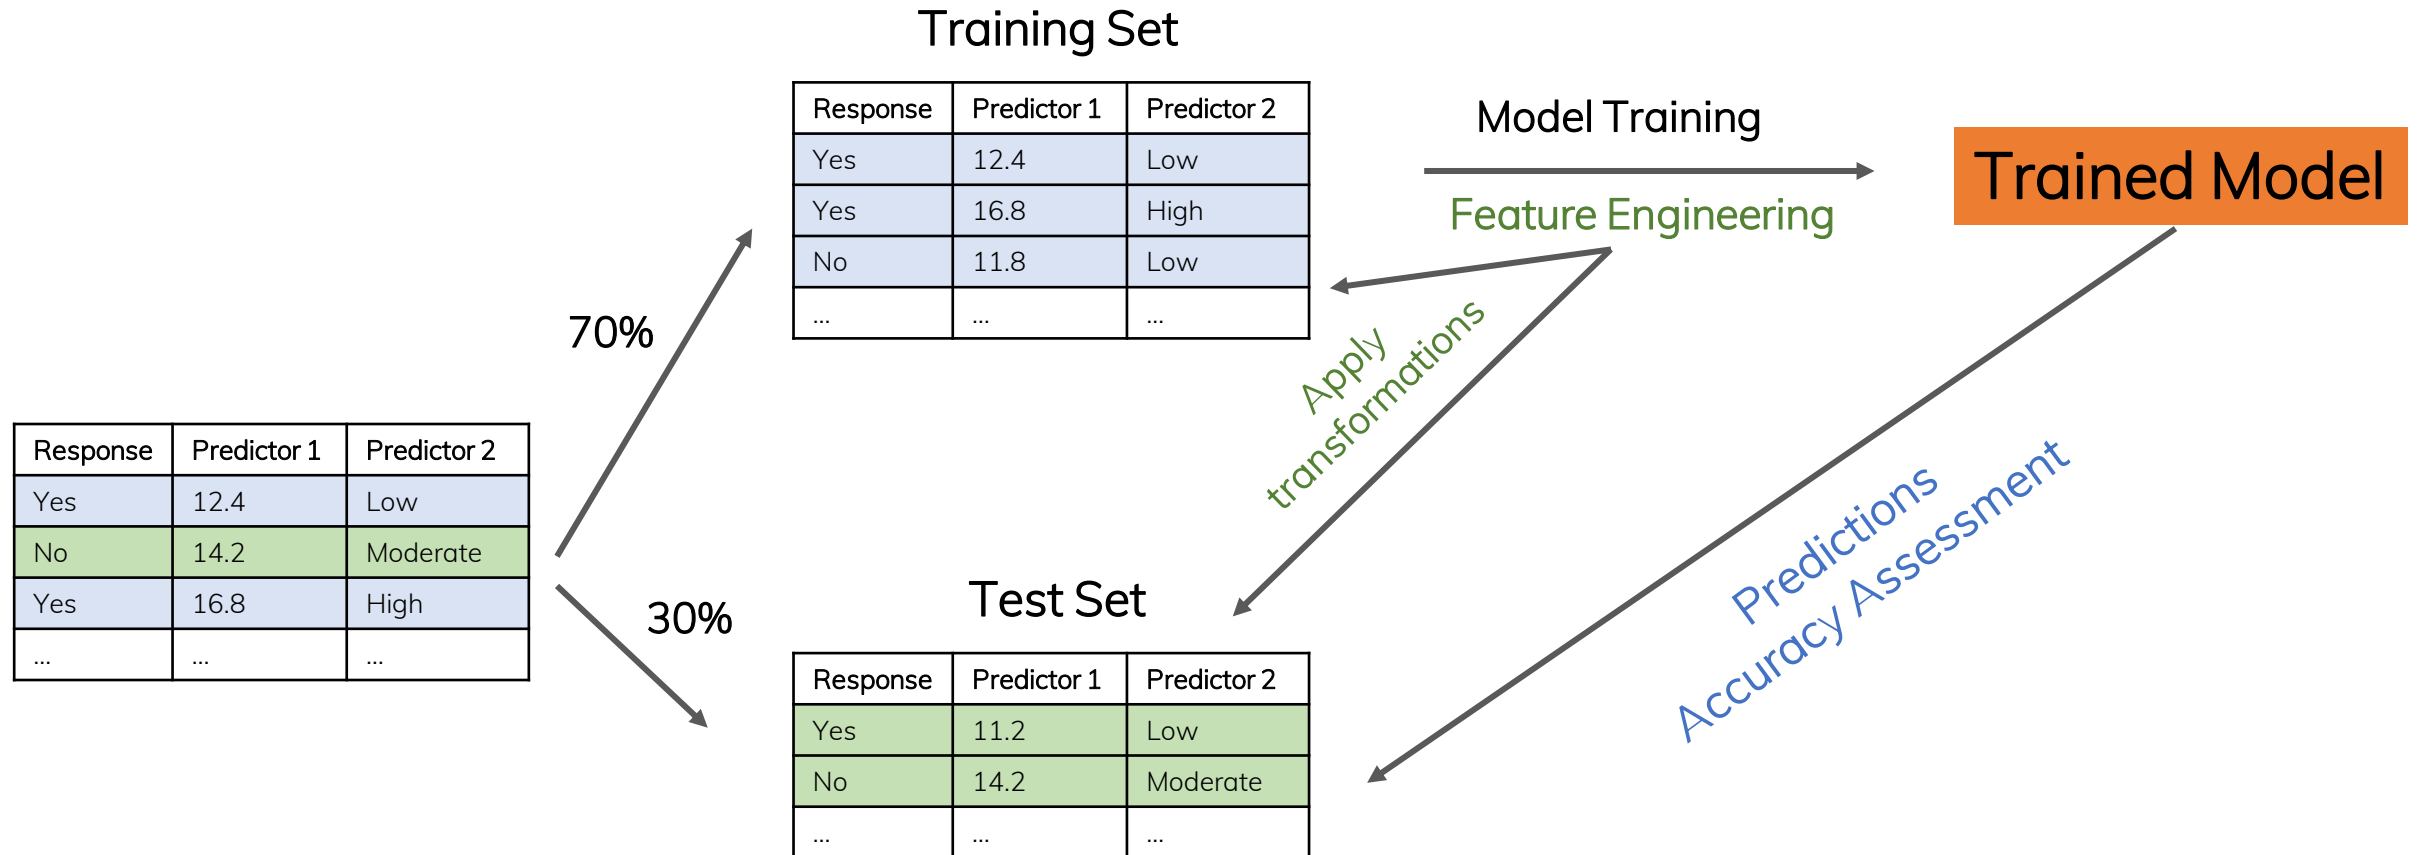 Training Set
Response Predictor 1 Predictor 2
Yes 12.4 Low
Yes 16.8 High
No 11.8 Low
... ... ...
Model Training
Feature Engineering
Trained Model
70%
Apply
transformations
Response Predictor 1 Predictor 2
Yes 12.4 Low
No 14.2 Moderate
Yes 16.8 High
... ... ...
30%
Test Set
Response Predictor 1 Predictor 2
Yes 11.2 Low
No 14.2 Moderate
... ... ...
Predictions
Accuracy Assessment